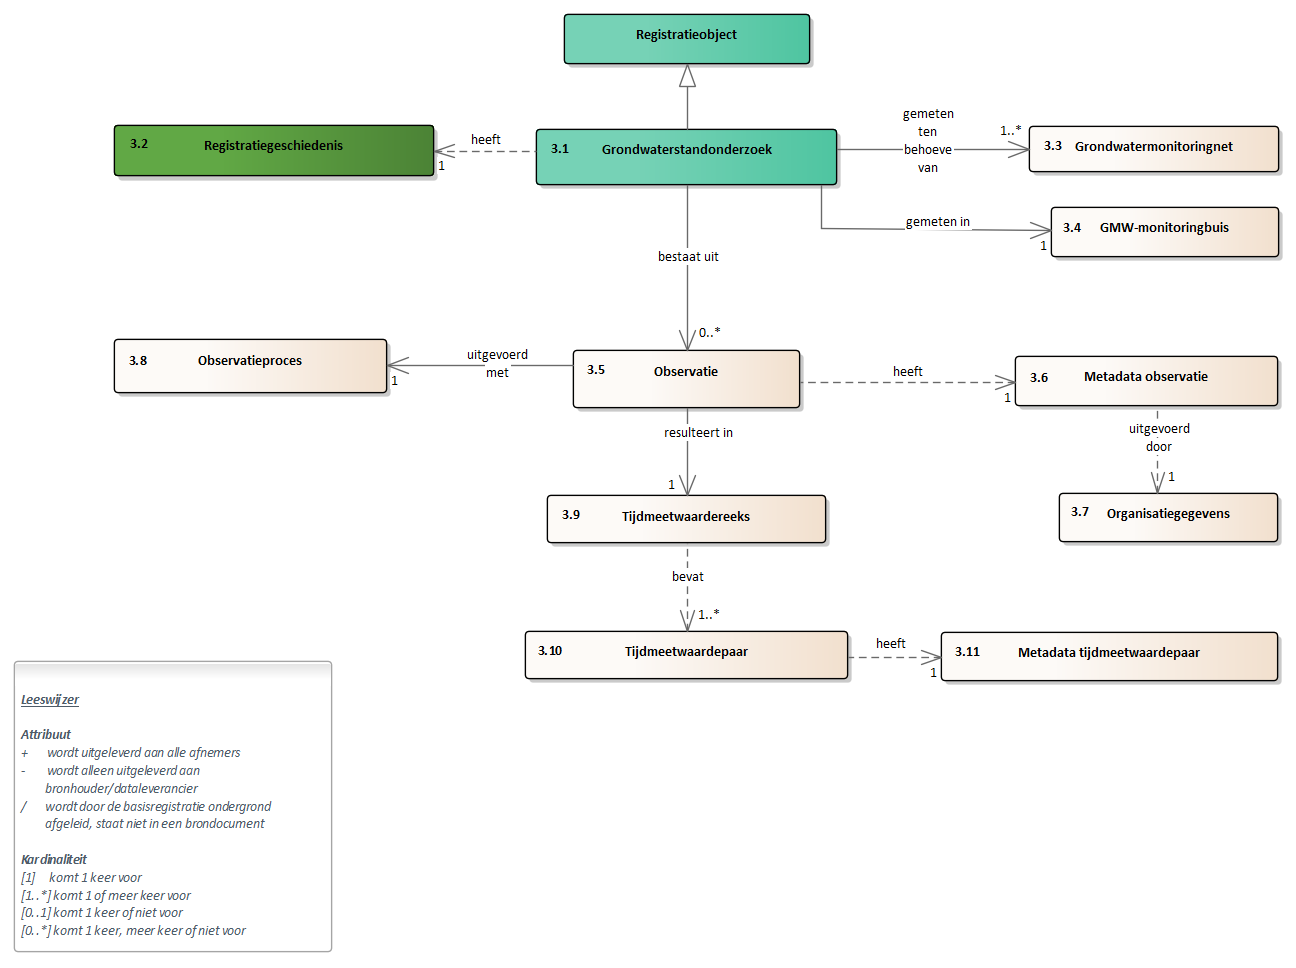 Registratieobject
3.2 Registratiegeschiedenis
heeft
1
3.1 Grondwaterstandonderzoek
gemeten
ten
behoeve
van
1..*
3.3 Grondwatermonitoringnet
gemeten in
1
3.4 GMW-monitoringbuis
bestaat uit
0..*
3.8 Observatieproces
1
uitgevoerd
met
3.5 Observatie
heeft
1
3.6 Metadata observatie
uitgevoerd
door
1
3.7 Organisatiegegevens
resulteert in
1
3.9 Tijdmeetwaardereeks
bevat
1..*
3.10 Tijdmeetwaardepaar
heeft
1
3.11 Metadata tijdmeetwaardepaar
Leeswijzer
Attribuut
+ wordt uitgeleverd aan alle afnemers
- wordt alleen uitgeleverd aan
bronhouder/dataleverancier
/ wordt door de basisregistratie ondergrond
afgeleid, staat niet in een brondocument
Kardinaliteit
[1] komt 1 keer voor
[1..*] komt 1 of meer keer voor
[0..1] komt 1 keer of niet voor
[0..*] komt 1 keer, meer keer of niet voor